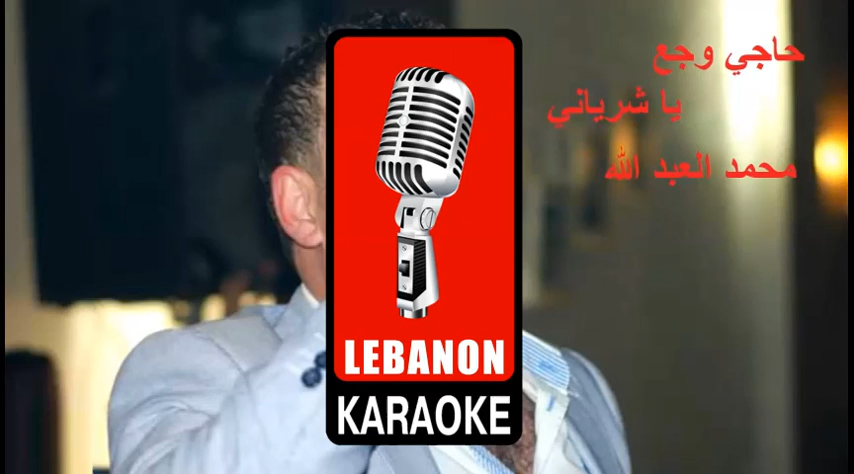 حاجي وجع
يا شرياني
محمد العبد الله
LEBANON
KARAOKE